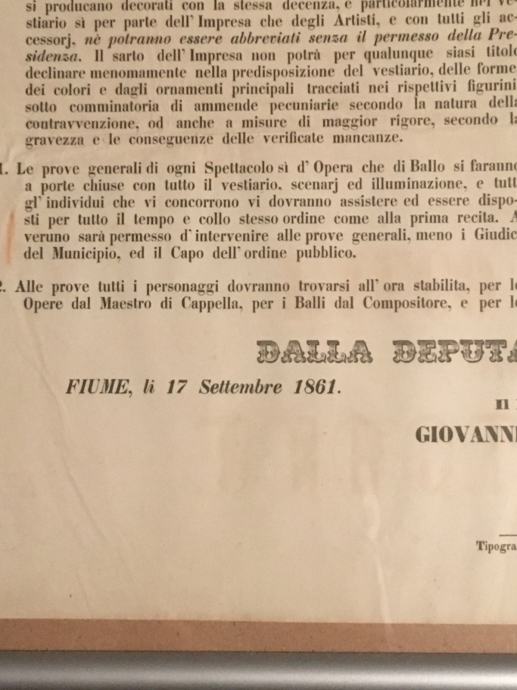 si producano decorati con la stessa decenza, e particolarmente nel ve-
stiario sì per parte dell' Impresa che degli Artisti, e con tutti gli ac-
cessorj, nè potranno essere abbreviati senza il permesso della Pre-
sidenza. Il sarto dell' Impresa non potrà per qualunque siasi titolo
declinare menomamente nella predisposizione del vestiario, delle forme
dei colori e dagli ornamenti principali tracciati nei rispettivi figurini
sotto comminatoria di ammende pecuniarie secondo la natura della
contravvenzione, od anche a misure di maggior rigore, secondo la
gravezza e le conseguenze delle verificate mancanze.
1. Le prove generali di ogni Spettacolo sì d' Opera che di Ballo si faranno
a porte chiuse con tutto il vestiario, scenarj ed illuminazione, e tutt
gl' individui che vi concorrono vi dovranno assistere ed essere dispo-
sti per tutto il tempo e collo stesso ordine come alla prima recita. A
veruno sarà permesso d' intervenire alle prove generali, meno i Giudic
del Municipio, ed il Capo dell' ordine pubblico.
2. Alle prove tutti i personaggi dovranno trovarsi all' ora stabilita, per le
Opere dal Maestro di Cappella, per i Balli dal Compositore, e per le
DALLA DEPUTA
FIUME, li 17 Settembre 1861.
Il
GIOVANNI
Tipogra